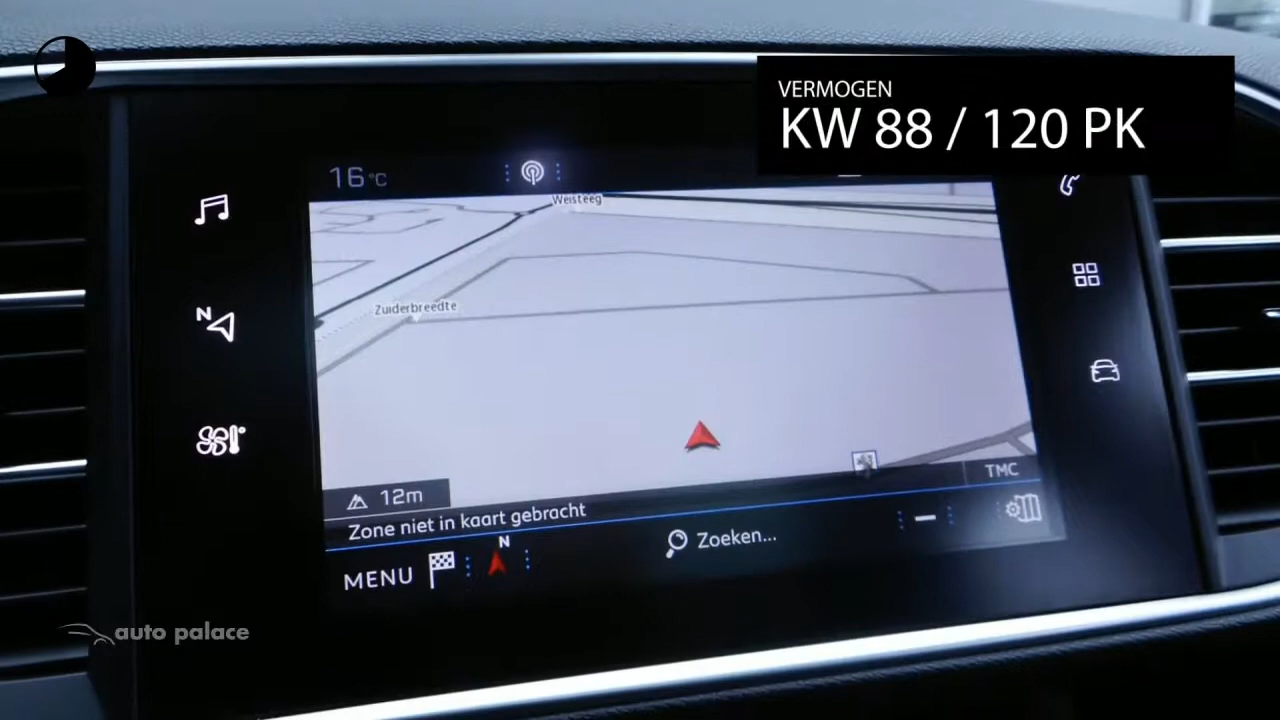 VERMOGEN
KW 88 / 120 PK
16°C
Weisteeg
N
Zuiderbreedte
12m
TMC
Zone niet in kaart gebracht
N
MENU
Zoeken...
auto palace